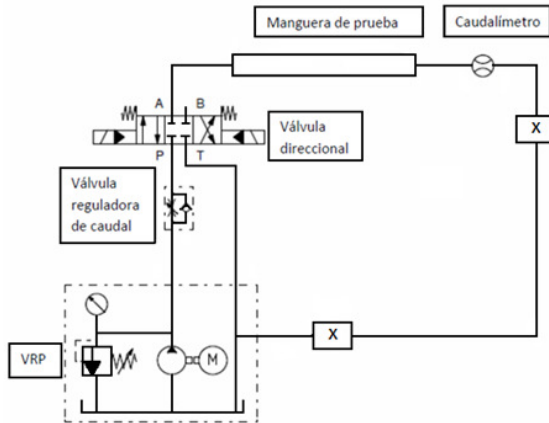 Manguera de prueba
Caudalímetro
A B
X
Válvula
direccional
P T
Válvula
reguladora
de caudal
X
VRP
M